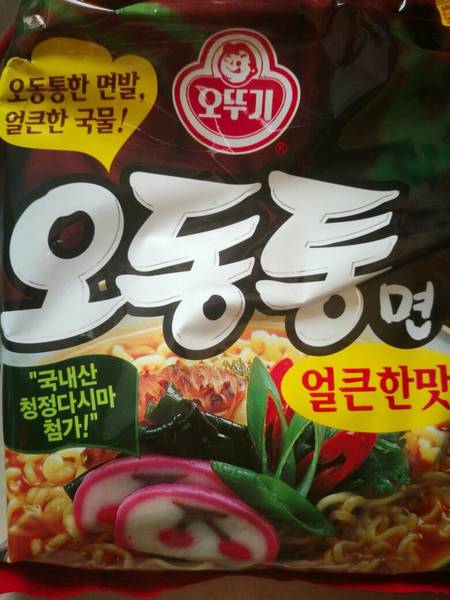 오동통한 면발,
얼큰한 국물!
오뚜기
®
오동통면
얼큰한맛
"국내산
청정다시마
첨가!"